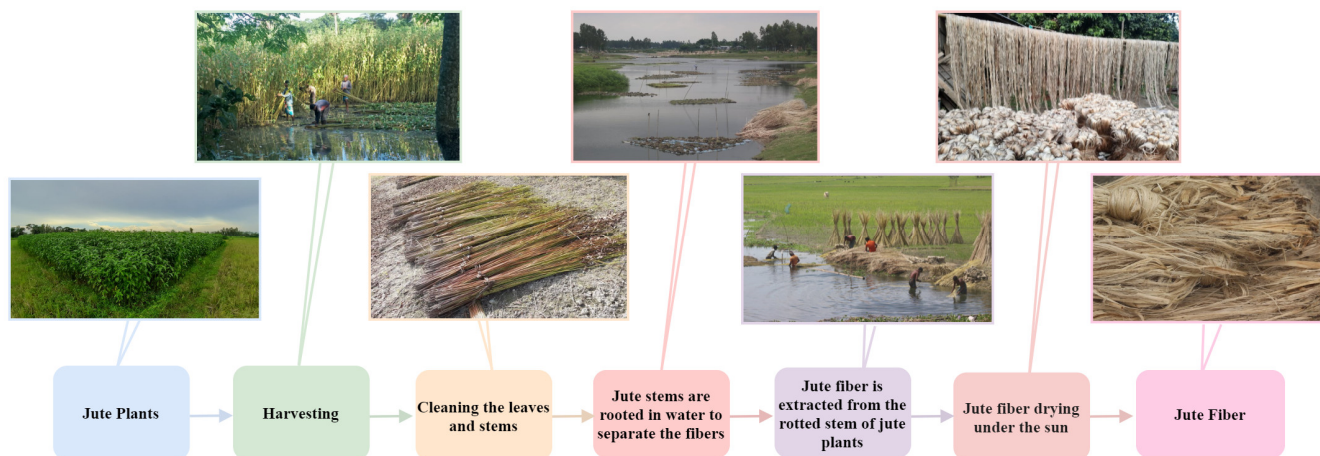 Jute Plants
Harvesting
Cleaning the leaves
and stems
Jute stems are
rooted in water to
separate the fibers
Jute fiber is
extracted from the
rotted stem of jute
plants
Jute fiber drying
under the sun
Jute Fiber